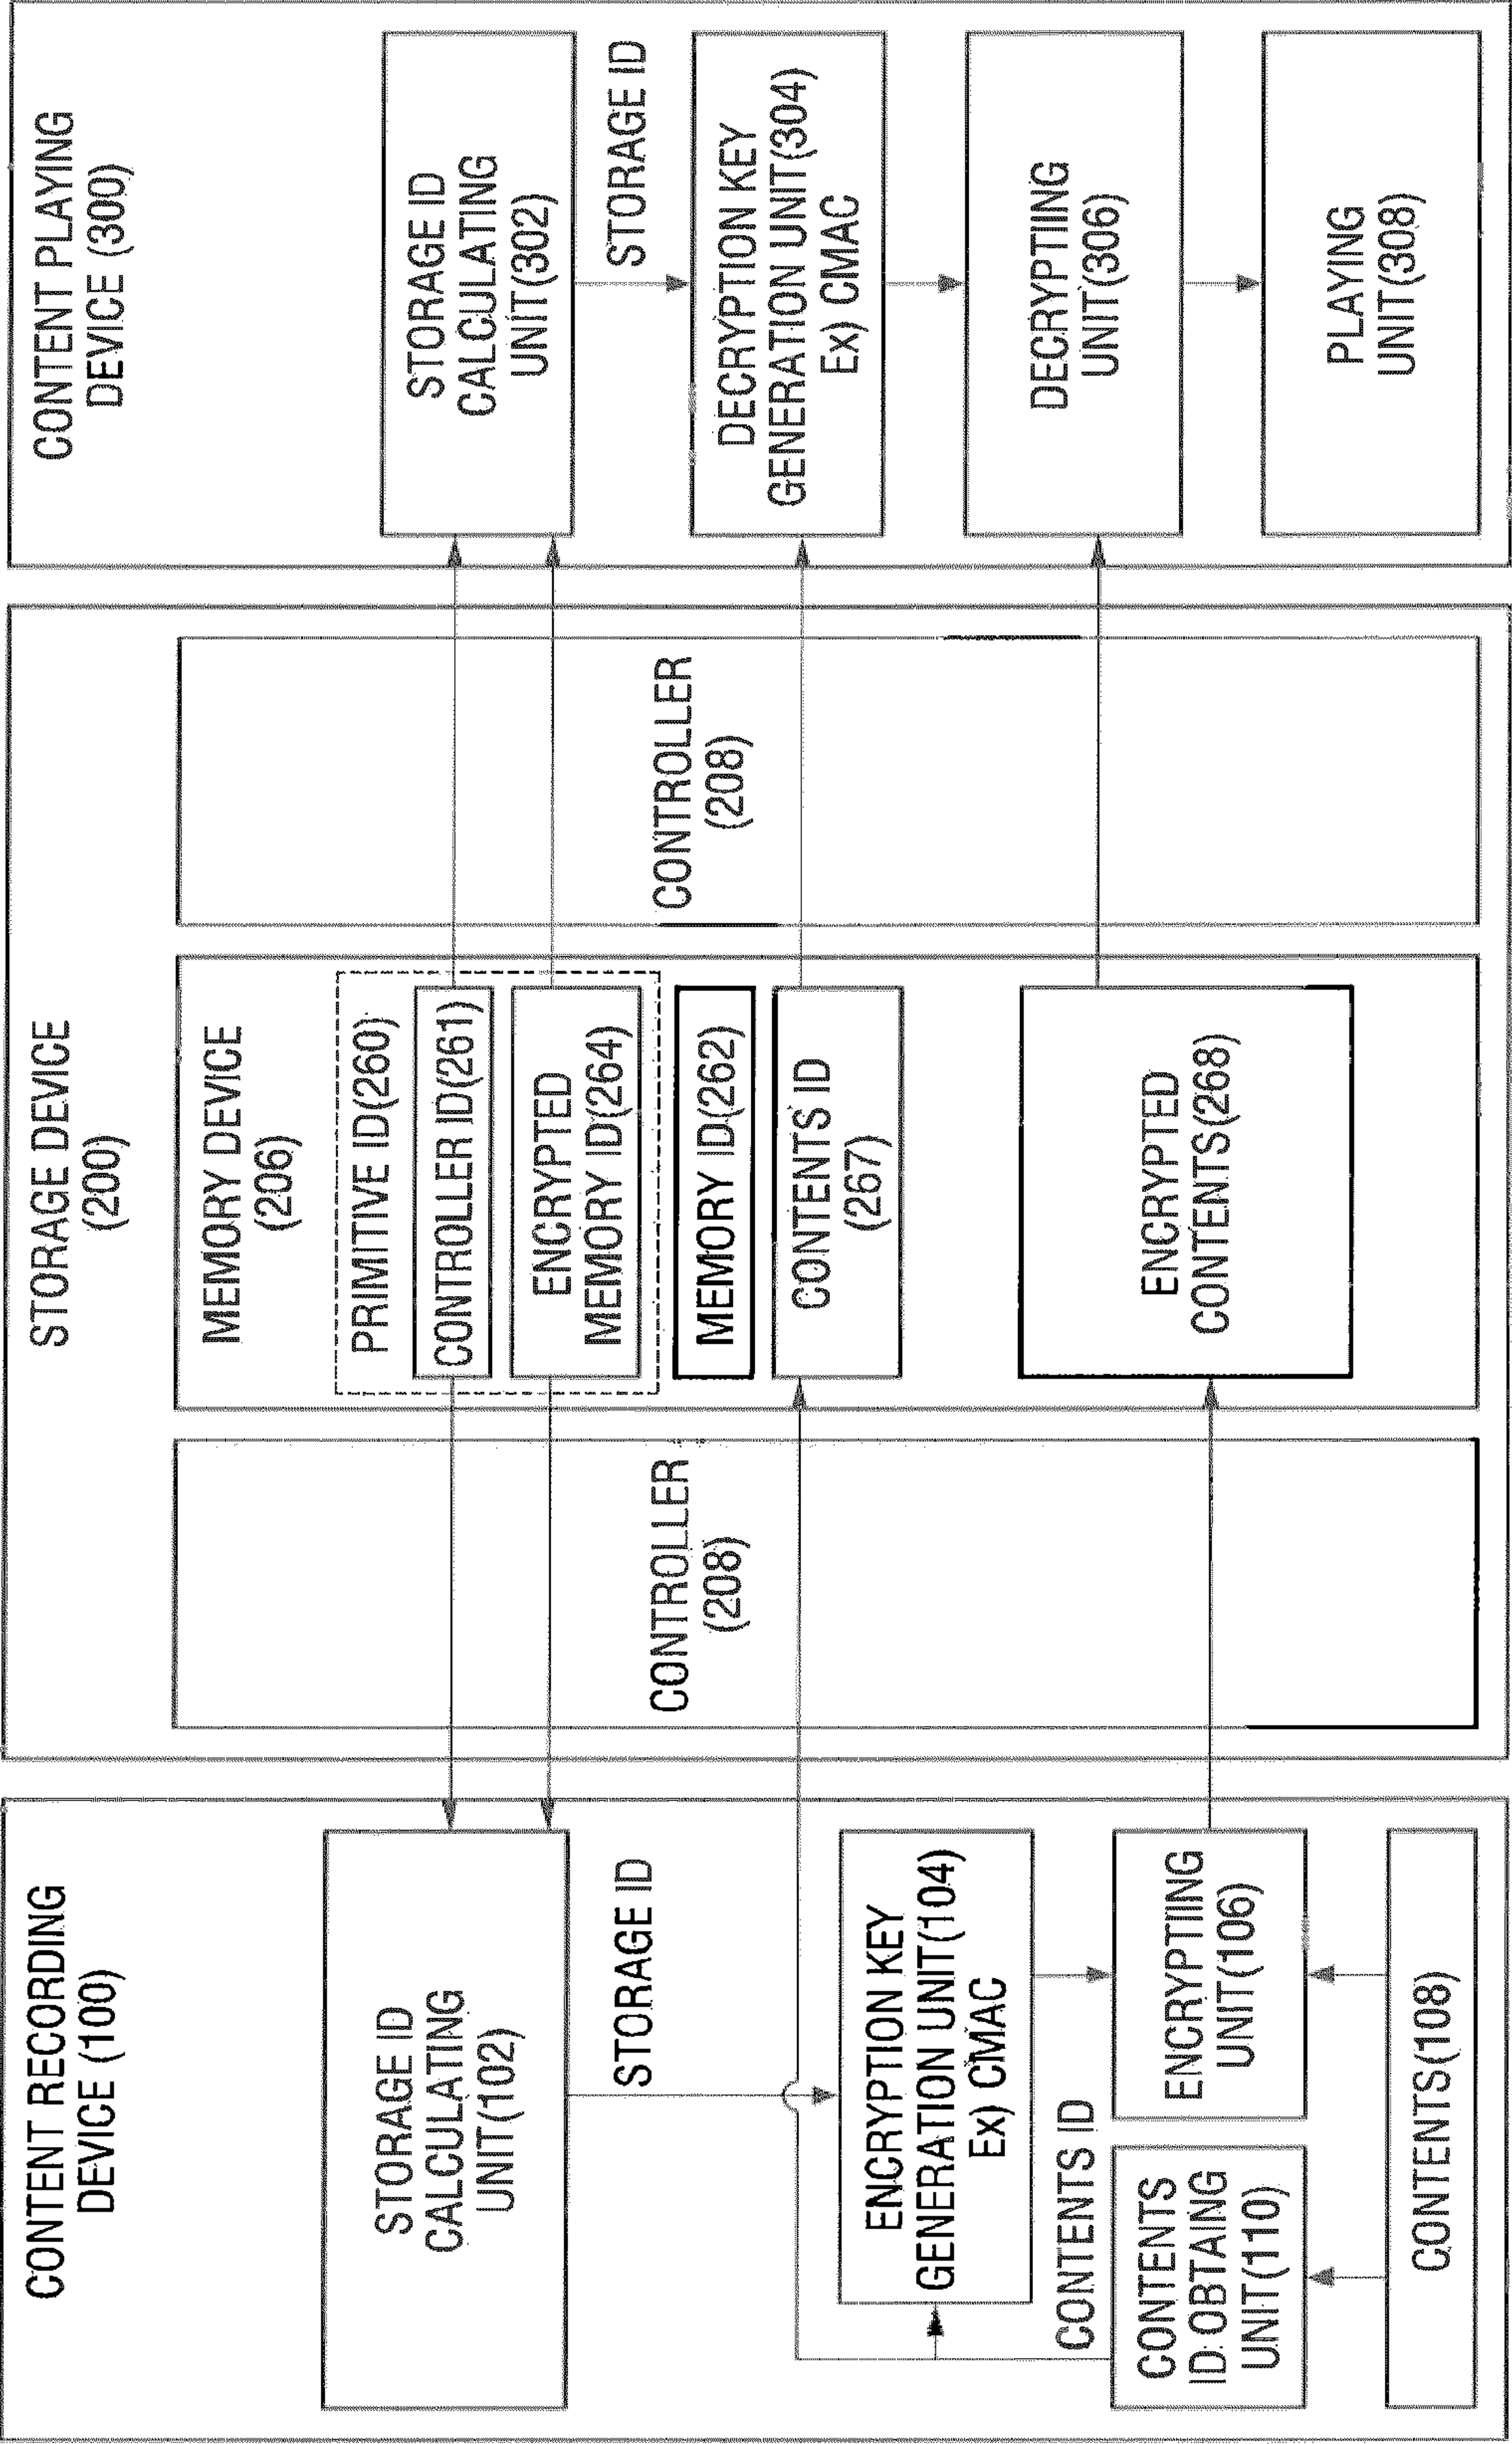 CONTENT RECORDING
DEVICE (100)
STORAGE ID
CALCULATING
UNIT(102)
STORAGE ID
ENCRYPTION KEY
GENERATION UNIT(104)
Ex) CMAC
CONTENTS ID
CONTENTS
ID OBTAING
UNIT(110)
ENCRYPTIING
UNIT(106)
CONTENTS(108)
STORAGE DEVICE
(200)
CONTROLLER
(208)
MEMORY DEVICE
(206)
PRIMITIVE ID(260)
CONTROLLER ID(261)
ENCRYPTED
MEMORY ID(264)
MEMORY ID(262)
CONTENTS ID
(267)
ENCRYPTED
CONTENTS(268)
CONTROLLER
(208)
CONTENT PLAYING
DEVICE (300)
STORAGE ID
CALCULATING
UNIT(302)
STORAGE ID
DECRYPTION KEY
GENERATION UNIT(304)
Ex) CMAC
DECRYPTIING
UNIT(306)
PLAYING
UNIT(308)